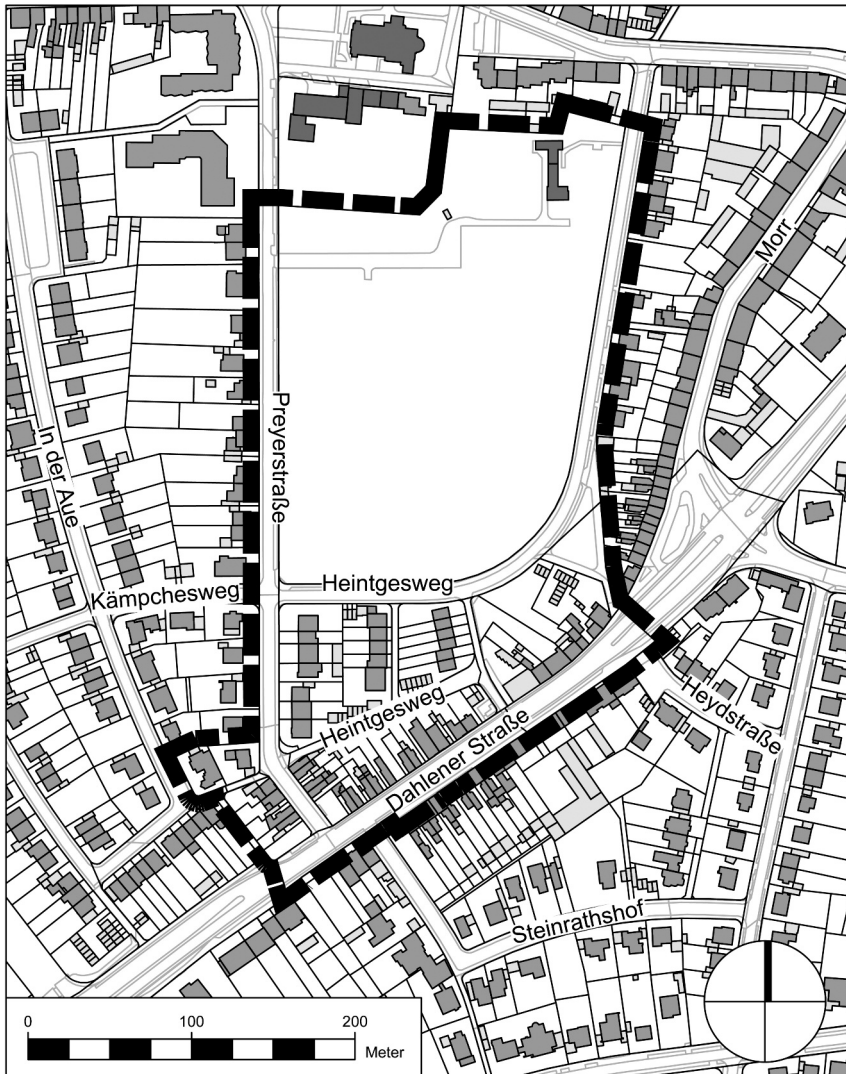 Morr
Preyerstraße
In der Aue
Kämpchesweg
Heintgesweg
Heintgesweg
Heydstraße
Dahlener Straße
Steinrathshof
0 100 200
Meter